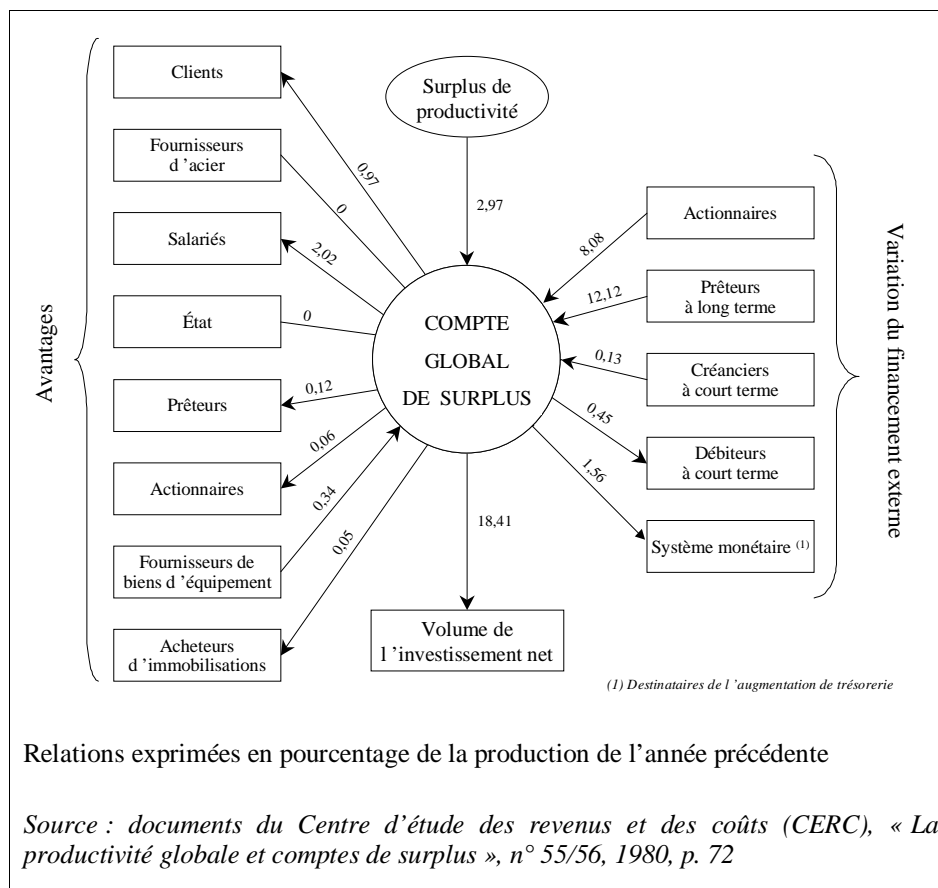 Clients
Fournisseurs
d ’acier
Salariés
État
Prêteurs
Actionnaires
Fournisseurs de
biens d ’équipement
Acheteurs
d ’immobilisations
Avantages
0,97
0
2,02
0
0,12
0,06
0,34
0,05
Surplus de
productivité
2,97
COMPTE
GLOBAL
DE SURPLUS
18,41
Volume de
l ’investissement net
8,08
12,12
0,13
0,45
1,56
Actionnaires
Prêteurs
à long terme
Créanciers
à court terme
Débiteurs
à court terme
Système monétaire (1)
Variation du financement externe
(1) Destinataires de l ’augmentation de trésorerie
Relations exprimées en pourcentage de la production de l’année précédente
Source : documents du Centre d’étude des revenus et des coûts (CERC), « La
productivité globale et comptes de surplus », n° 55/56, 1980, p. 72